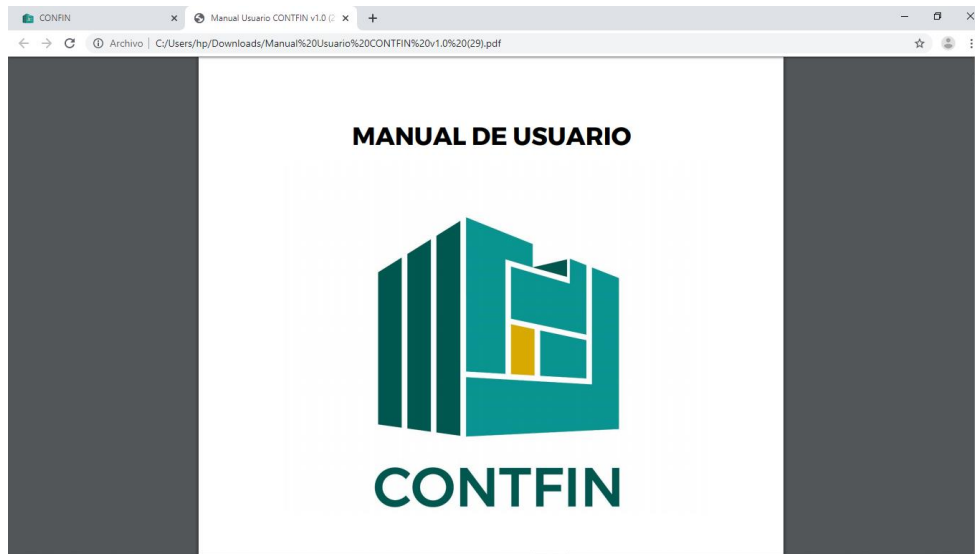 CONFIN
Manual Usuario CONTFIN v1.0 (2
Archivo | C:/Users/hp/Downloads/Manual%20Usuario%20CONTFIN%20v1.0%20(29).pdf
MANUAL DE USUARIO
CONTFIN